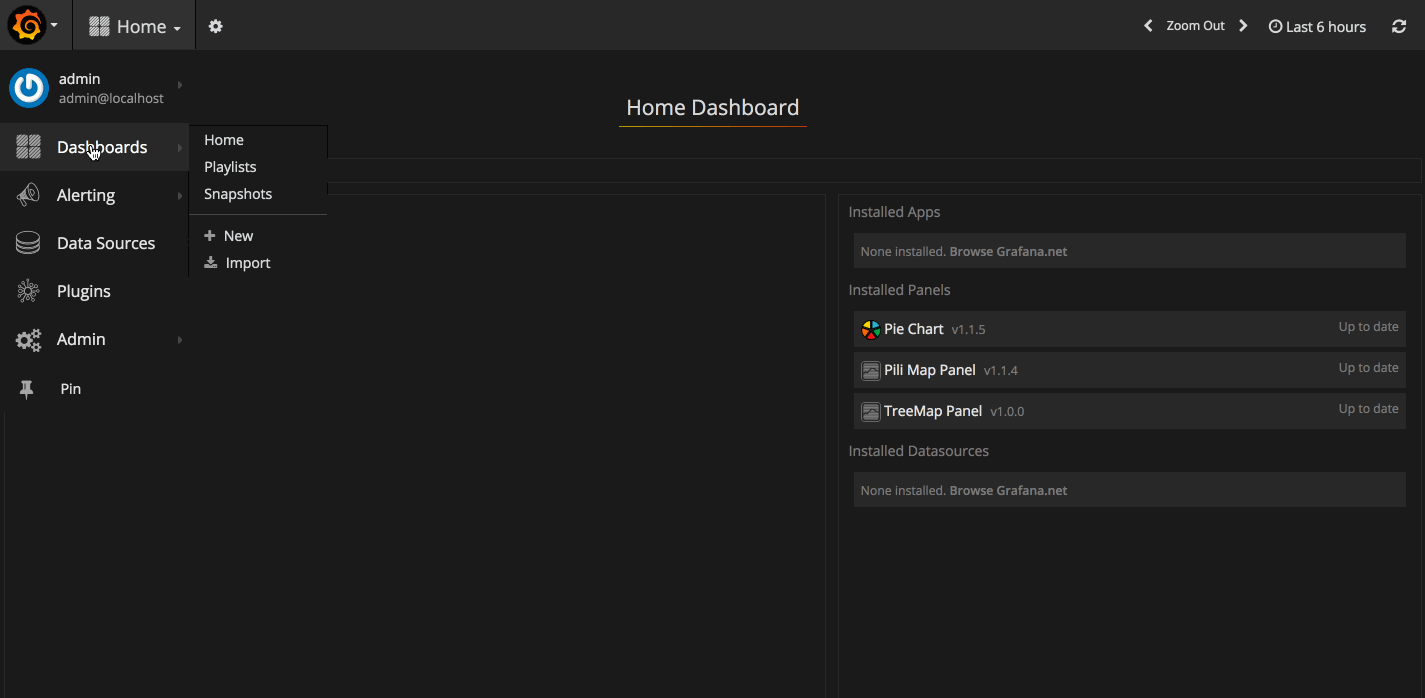 Home
Zoom Out
Last 6 hours
admin
admin@localhost
Home Dashboard
Dashboards
Home
Playlists
Snapshots
New
Import
Alerting
Data Sources
Plugins
Admin
Pin
Installed Apps
None installed. Browse Grafana.net
Installed Panels
Pie Chart v1.1.5 Up to date
Pili Map Panel v1.1.4 Up to date
TreeMap Panel v1.0.0 Up to date
Installed Datasources
None installed. Browse Grafana.net